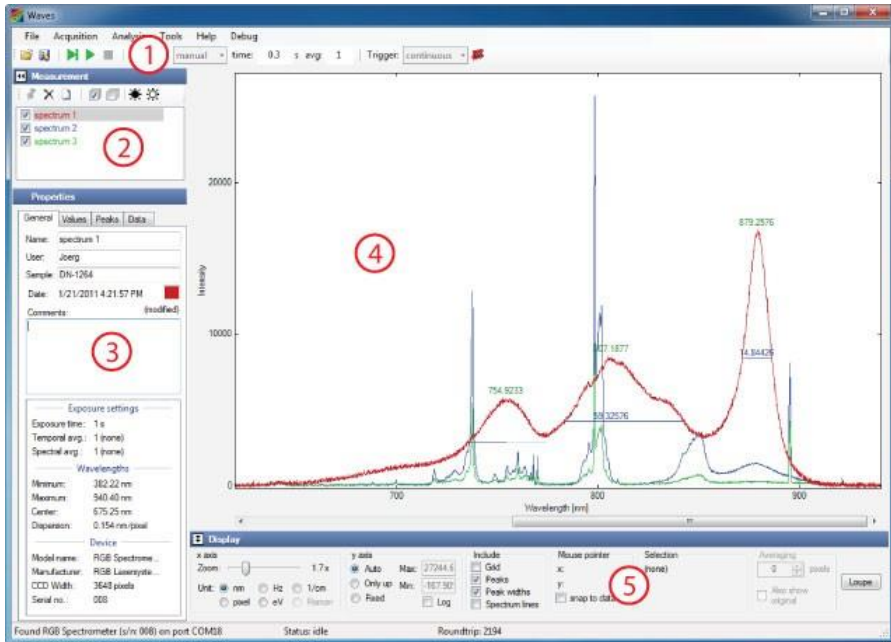 Waves
File Acqusition Analysis Tools Help Debug
1
manual time: 0.3 s avg: 1 Trigger: continuous
Measurement
spectrum 1
spectrum 2
spectrum 3
2
Properties
General Values Peaks Data
Name: spectrum 1
User: Joerg
Sample: DN-1264
Date: 1/21/2011 4:21:57 PM
Comments: (modified)
3
Exposure settings
Exposure time: 1 s
Temporal avg.: 1 (none)
Spectral avg.: 1 (none)
Wavelengths
Minimum: 382.22 nm
Maximum: 940.40 nm
Center: 675.25 nm
Dispersion: 0.154 nm/pixel
Device
Model name: RGB Spectrome...
Manufacturer: RGB Lasersyste...
CCD Width: 3648 pixels
Serial no.: 008
4
Intensity
20000
10000
0
879.2576
14.84426
807.1877
59.32576
754.9233
700 800 900
Wavelength [nm]
Display
x axis
Zoom: 1.7x
Unit: nm Hz 1/cm
pixel eV Raman
y axis
Auto Max: 27244.6
Only up Min: -167.905
Fixed Log
Include
Grid
Peaks
Peak widths
Spectrum lines
Mouse pointer
x:
y:
snap to data
Selection
(none)
5
Averaging
0 pixels
Also show original
Loupe
Found RGB Spectrometer (s/n: 008) on port COM18 Status: idle Roundtrip: 2194